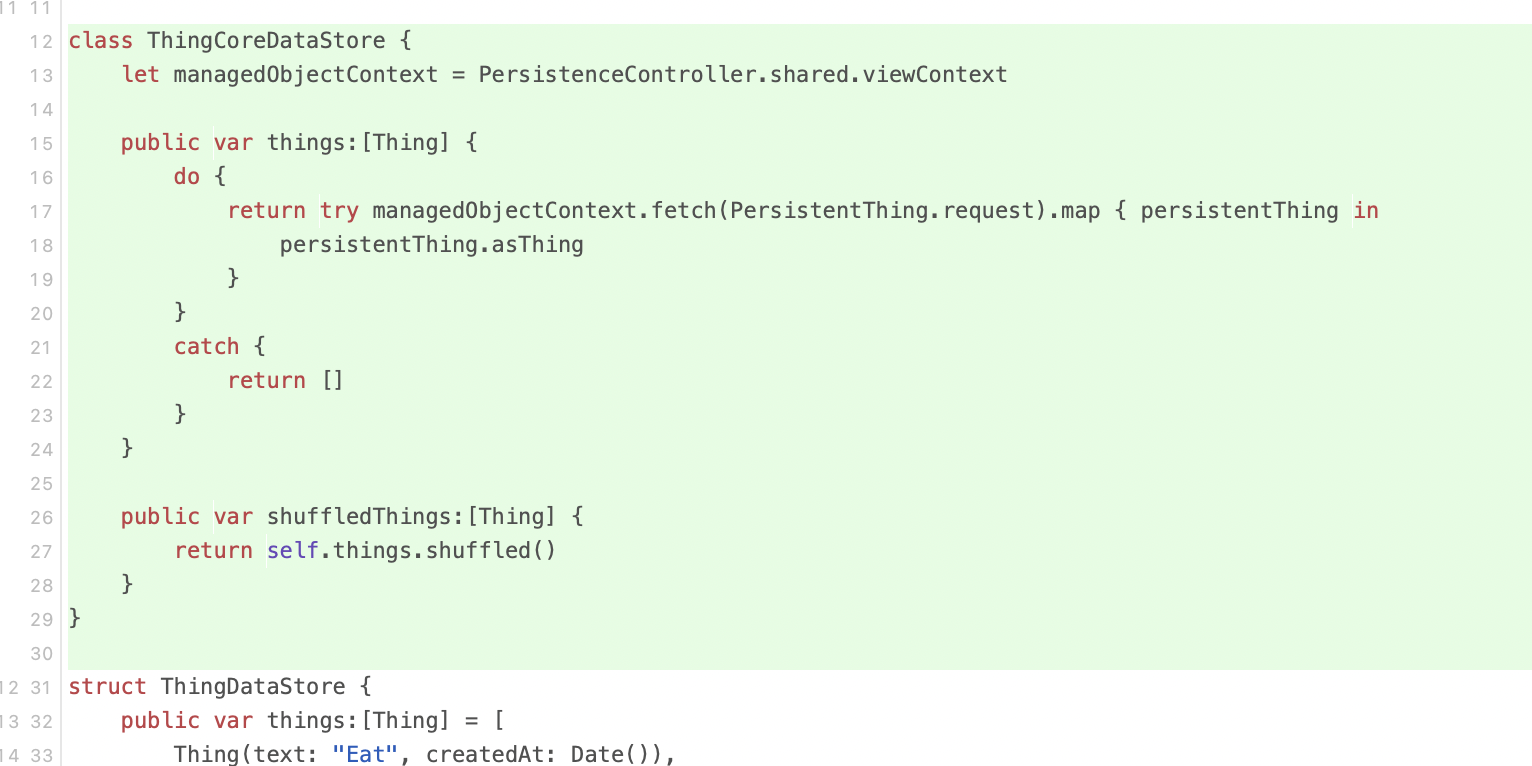 11 11
12 class ThingCoreDataStore {
13     let managedObjectContext = PersistenceController.shared.viewContext
14
15     public var things:[Thing] {
16         do {
17             return try managedObjectContext.fetch(PersistentThing.request).map { persistentThing in
18                 persistentThing.asThing
19             }
20         }
21         catch {
22             return []
23         }
24     }
25
26     public var shuffledThings:[Thing] {
27         return self.things.shuffled()
28     }
29 }
30
12 31 struct ThingDataStore {
13 32     public var things:[Thing] = [
14 33         Thing(text: "Eat", createdAt: Date()),